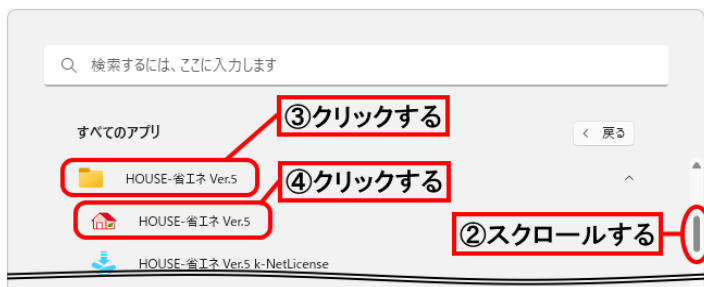 検索するには、ここに入力します
③クリックする
すべてのアプリ
戻る
HOUSE-省エネ Ver.5
④クリックする
HOUSE-省エネ Ver.5
②スクロールする
HOUSE-省エネ Ver.5 k-NetLicense